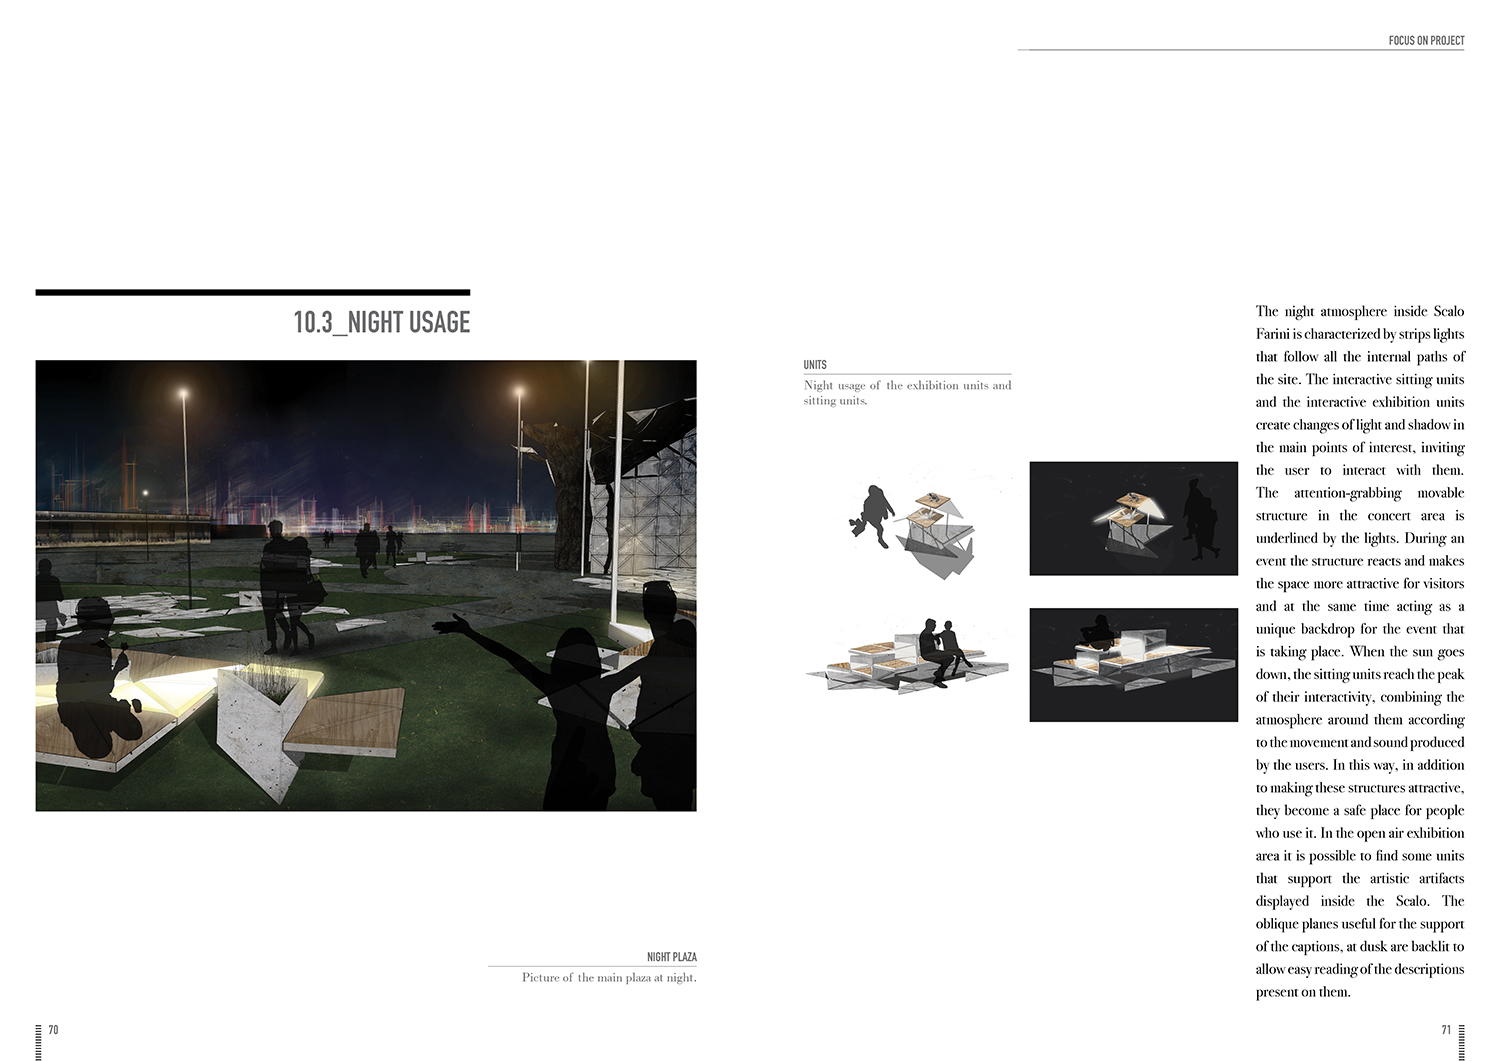 FOCUS ON PROJECT
10.3_NIGHT USAGE
NIGHT PLAZA
Picture of the main plaza at night.
70
UNITS
Night usage of the exhibition units and
sitting units.
The night atmosphere inside Scalo
Farini is characterized by strips lights
that follow all the internal paths of
the site. The interactive sitting units
and the interactive exhibition units
create changes of light and shadow in
the main points of interest, inviting
the user to interact with them.
The attention-grabbing movable
structure in the concert area is
underlined by the lights. During an
event the structure reacts and makes
the space more attractive for visitors
and at the same time acting as a
unique backdrop for the event that
is taking place. When the sun goes
down, the sitting units reach the peak
of their interactivity, combining the
atmosphere around them according
to the movement and sound produced
by the users. In this way, in addition
to making these structures attractive,
they become a safe place for people
who use it. In the open air exhibition
area it is possible to find some units
that support the artistic artifacts
displayed inside the Scalo. The
oblique planes useful for the support
of the captions, at dusk are backlit to
allow easy reading of the descriptions
present on them.
71